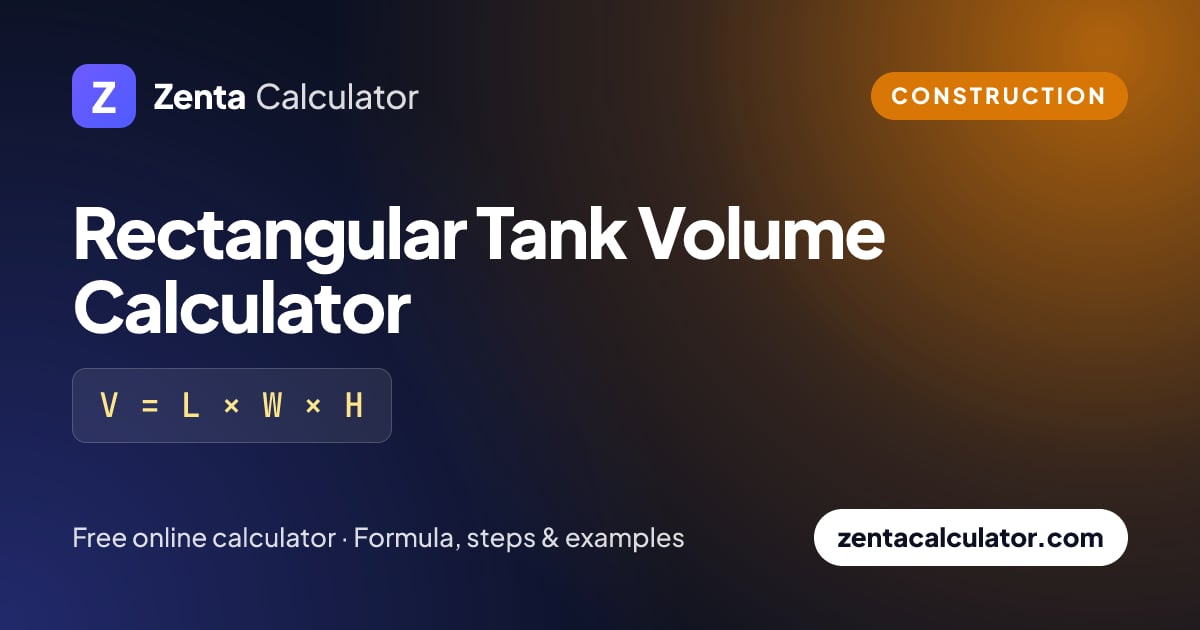 Z
Zenta Calculator
CONSTRUCTION
Rectangular Tank Volume
Calculator
V = L × W × H
Free online calculator · Formula, steps & examples
zentacalculator.com